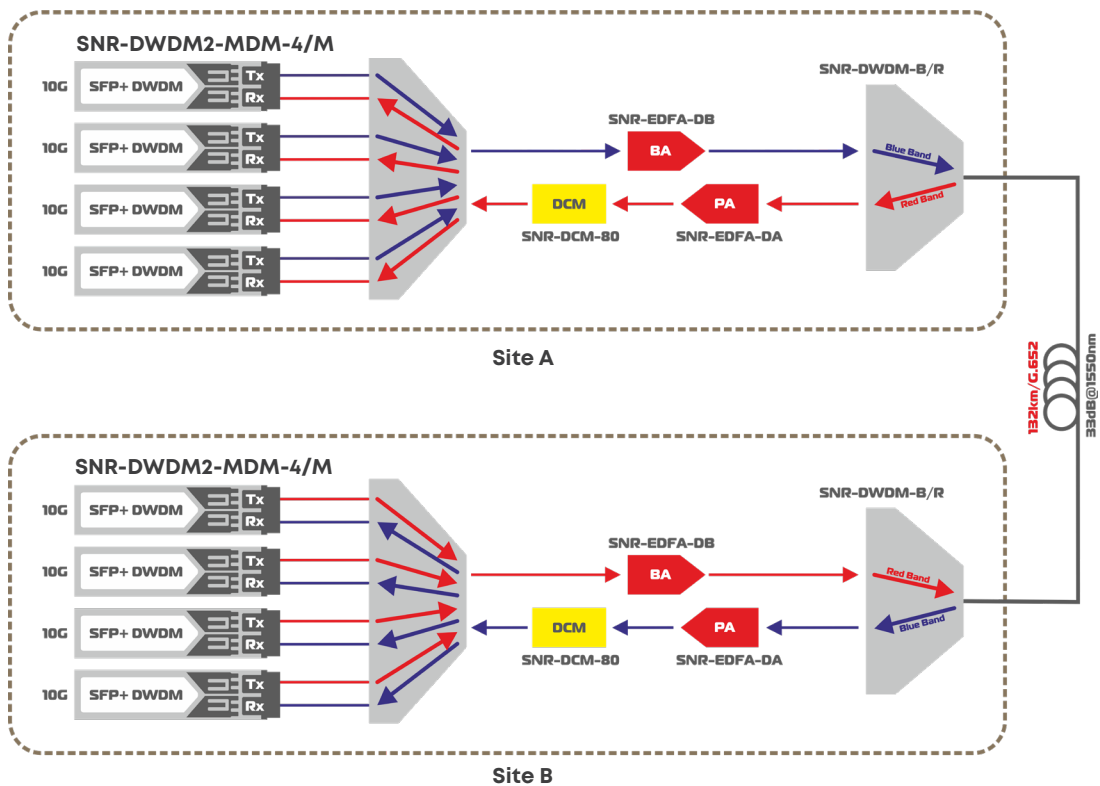 SNR-DWDM2-MDM-4/M
10G SFP+ DWDM Tx
Rx
10G SFP+ DWDM Tx
Rx
10G SFP+ DWDM Tx
Rx
10G SFP+ DWDM Tx
Rx
SNR-EDFA-DB
BA
DCM
SNR-DCM-80
PA
SNR-EDFA-DA
SNR-DWDM-B/R
Blue Band
Red Band
Site A
132km/G.652
33dB@1550nm
SNR-DWDM2-MDM-4/M
10G SFP+ DWDM Tx
Rx
10G SFP+ DWDM Tx
Rx
10G SFP+ DWDM Tx
Rx
10G SFP+ DWDM Tx
Rx
SNR-EDFA-DB
BA
DCM
SNR-DCM-80
PA
SNR-EDFA-DA
SNR-DWDM-B/R
Red Band
Blue Band
Site B